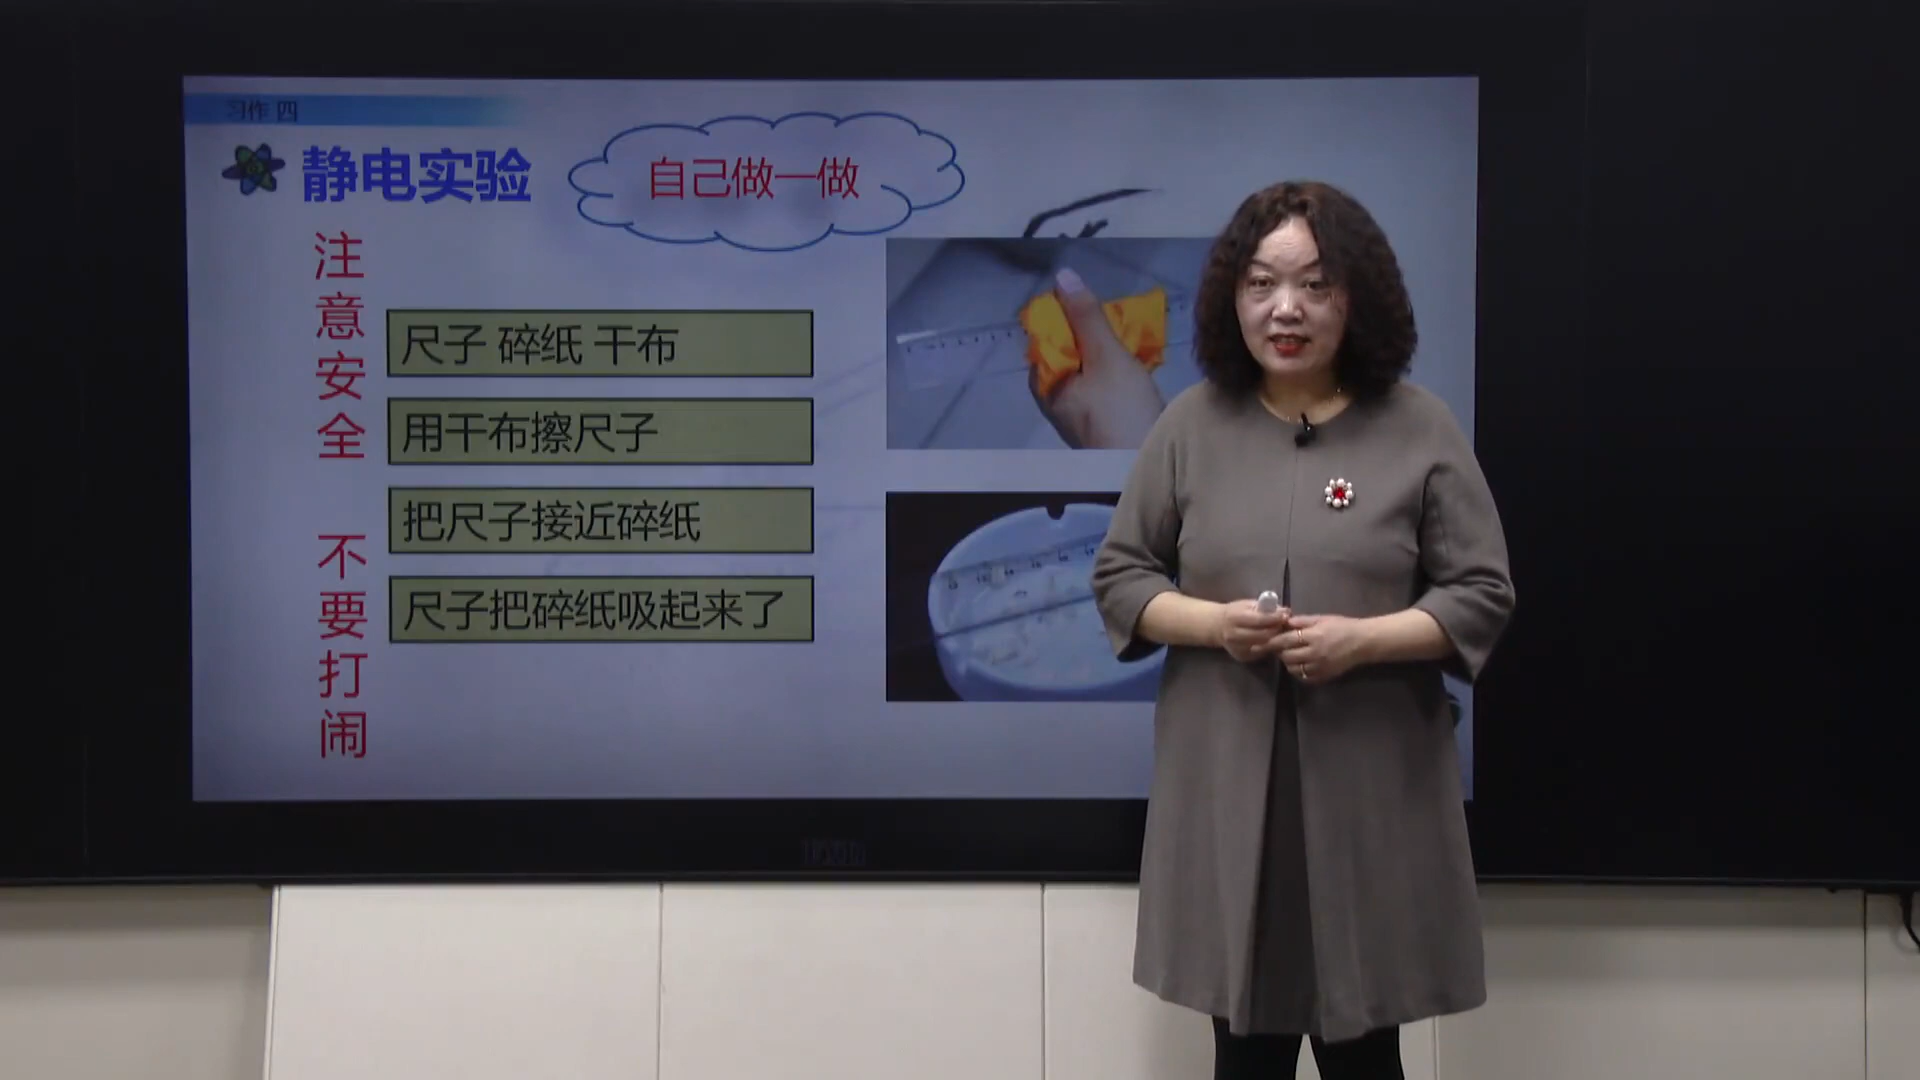 习作 四
静电实验
自己做一做
注意安全 不要打闹
尺子 碎纸 干布
用干布擦尺子
把尺子接近碎纸
尺子把碎纸吸起来了